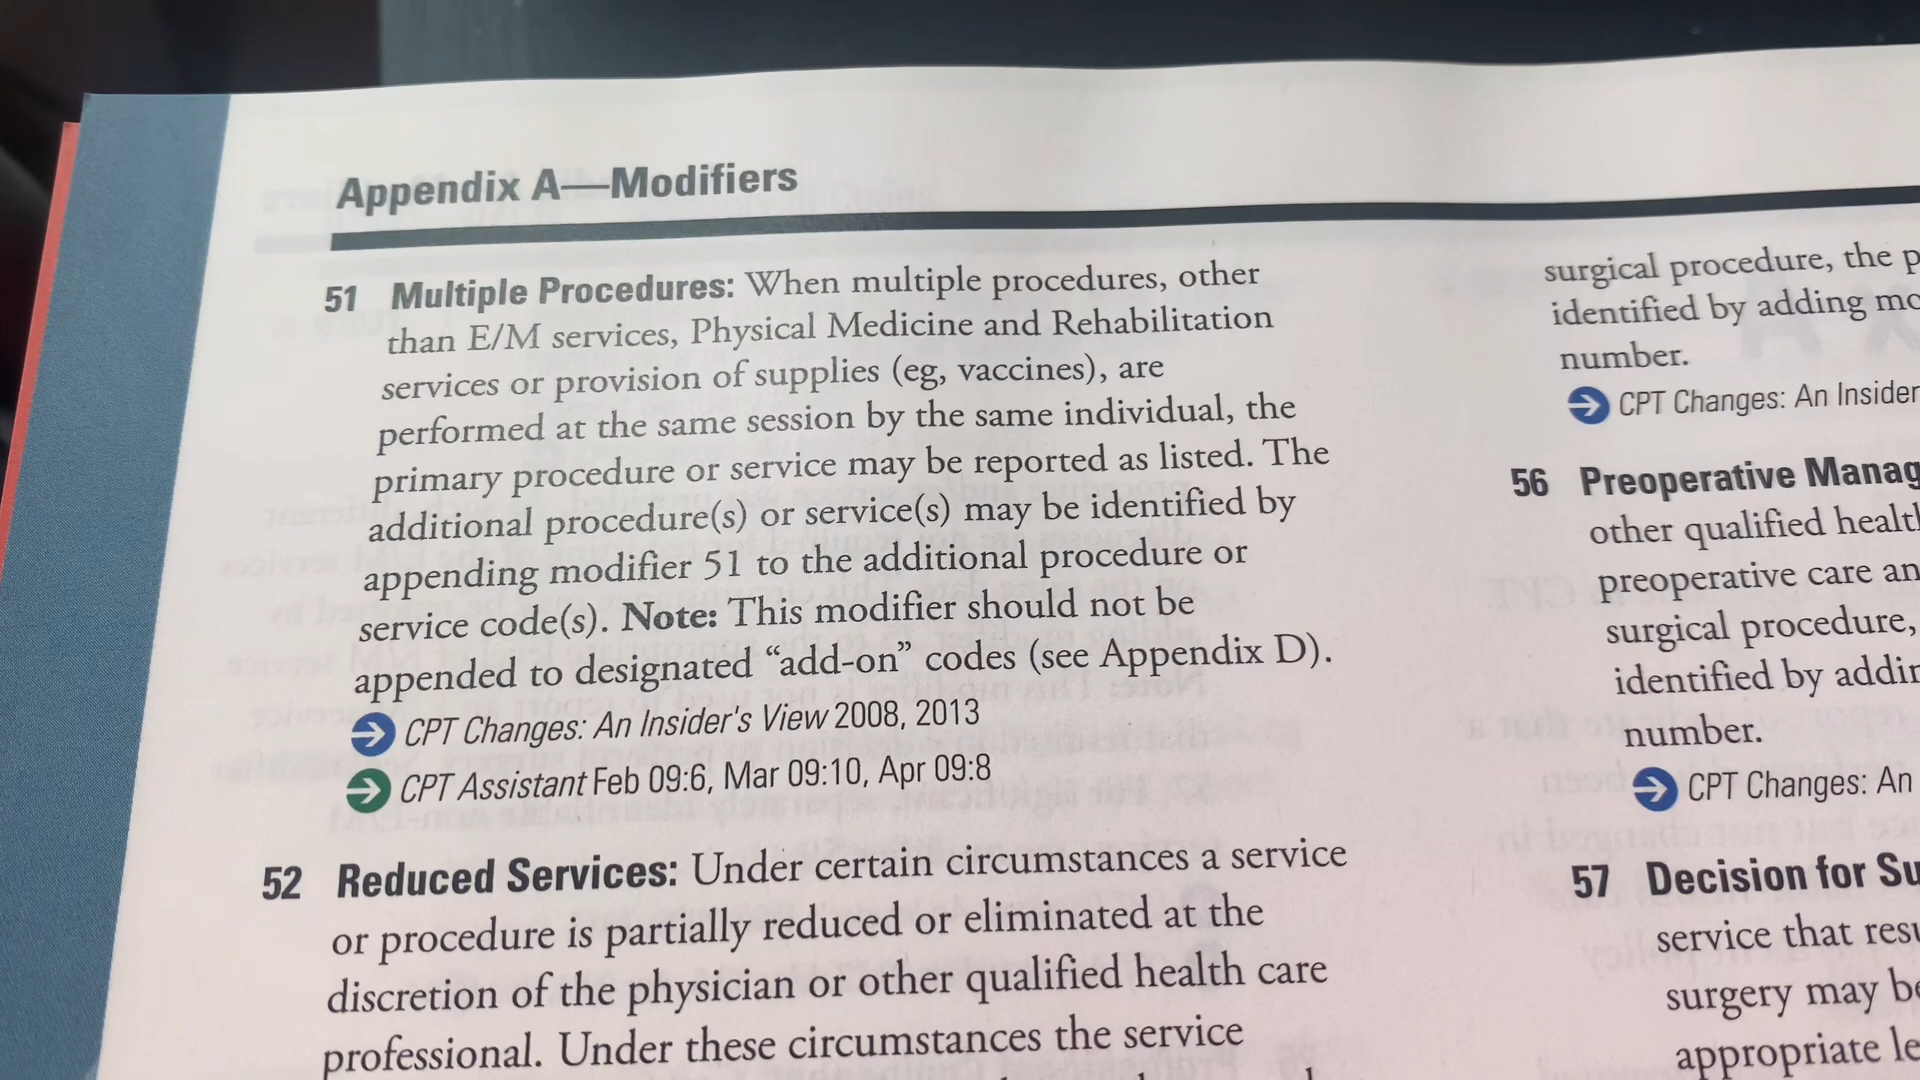 Appendix A—Modifiers
51 Multiple Procedures: When multiple procedures, other
than E/M services, Physical Medicine and Rehabilitation
services or provision of supplies (eg, vaccines), are
performed at the same session by the same individual, the
primary procedure or service may be reported as listed. The
additional procedure(s) or service(s) may be identified by
appending modifier 51 to the additional procedure or
service code(s). Note: This modifier should not be
appended to designated “add-on” codes (see Appendix D).
CPT Changes: An Insider's View 2008, 2013
CPT Assistant Feb 09:6, Mar 09:10, Apr 09:8
52 Reduced Services: Under certain circumstances a service
or procedure is partially reduced or eliminated at the
discretion of the physician or other qualified health care
professional. Under these circumstances the service
surgical procedure, the
identified by adding
number.
CPT Changes: An Insider
56 Preoperative
other qualified
preoperative care
surgical procedure,
identified by
number.
CPT Changes: An
57 Decision for
service that
surgery may
appropriate